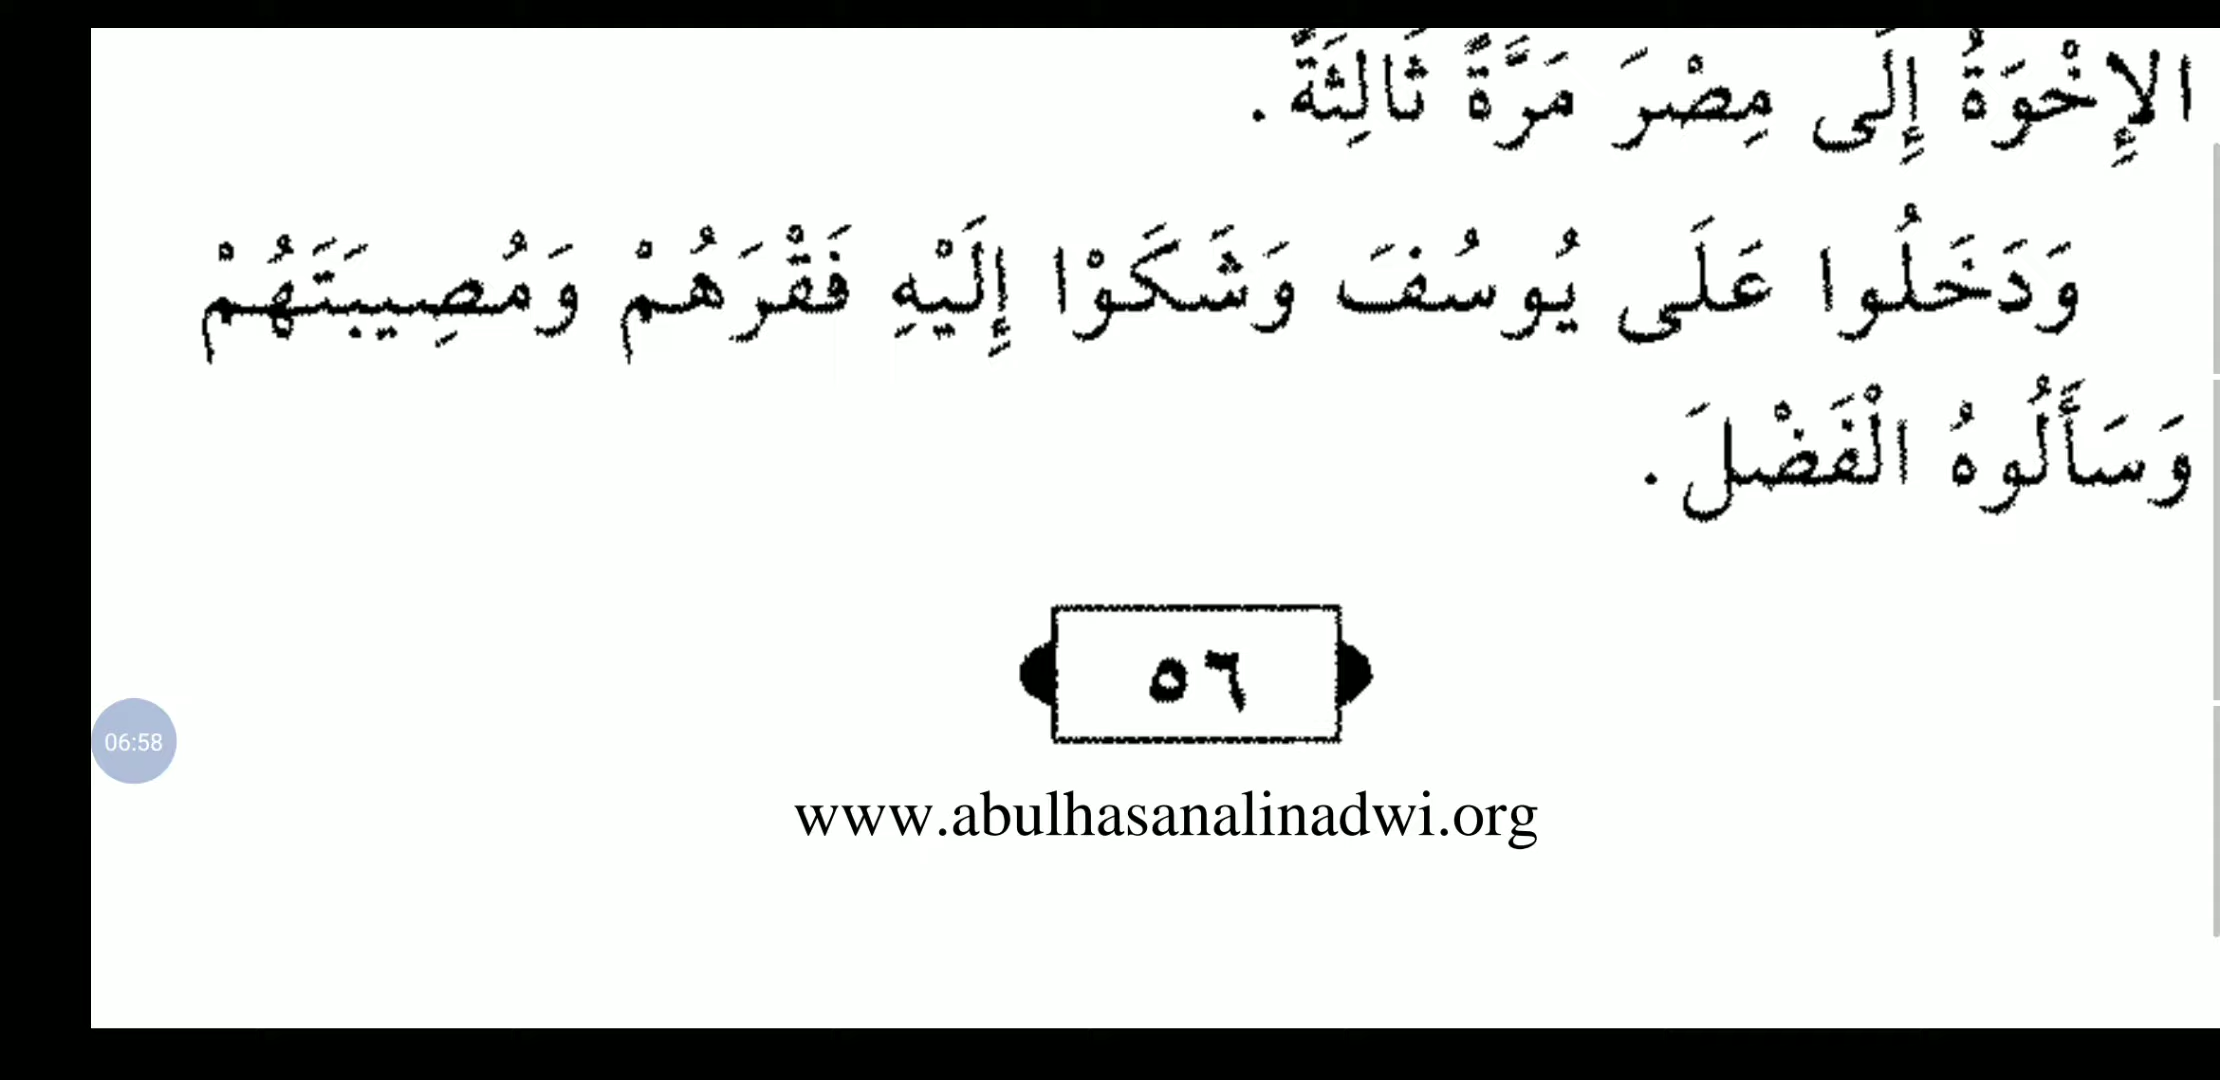 الإِخْوَةُ إِلَى مِصْرَ مَرَّةً ثَالِثَةً .
وَدَخَلُوا عَلَى يُوسُفَ وَشَكَوْا إِلَيْهِ فَقْرَهُمْ وَمُصِيبَتَهُمْ
وَسَأَلُوهُ الْفَضْلَ .
٥٦
06:58
www.abulhasanalinadwi.org